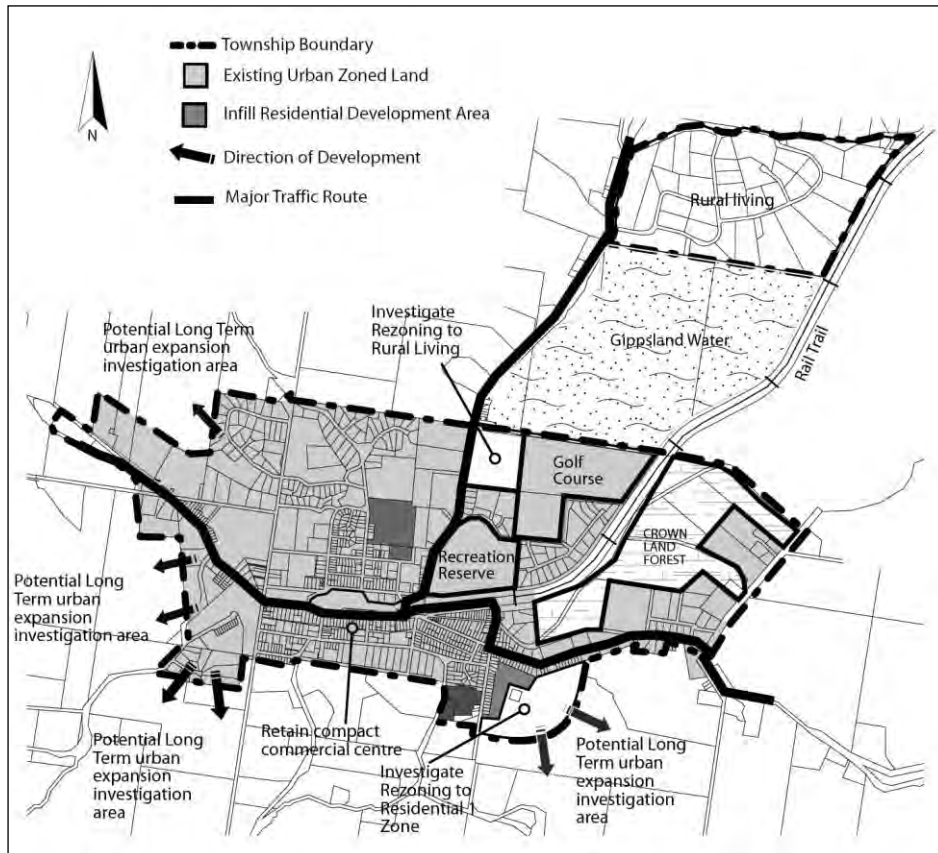 Township Boundary
Existing Urban Zoned Land
Infill Residential Development Area
N
Direction of Development
Major Traffic Route
Rural living
Investigate
Rezoning to
Rural Living
Gippsland Water
Rail Trail
Potential Long Term
urban expansion
investigation area
Golf
Course
CROWN
LAND
FOREST
Recreation
Reserve
Potential Long
Term urban
expansion
investigation area
Retain compact
commercial centre
Potential Long
Term urban
expansion
investigation
area
Investigate
Rezoning to
Residential 1
Zone
Potential Long
Term urban
expansion
investigation
area